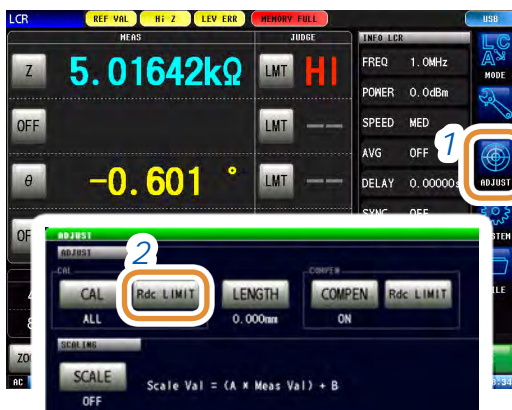 LCR REF VAL Hi Z LEV ERR MEMORY FULL USB
MEAS JUDGE INFO LCR
Z 5.01642kΩ LMT HI
FREQ 1.0MHz
LC
MODE
POWER 0.0dBm
OFF LMT --
SPEED MED
AVG OFF
1
θ -0.601 ° LMT --
DELAY 0.00000s
ADJUST
OFF
ADJUST
2
ADJUST
CAL
COMPEN
CAL Rdc LIMIT LENGTH COMPEN Rdc LIMIT
ALL 0.000mm ON
SCALING
SCALE
OFF
Scale Val = (A * Meas Val) + B
AC